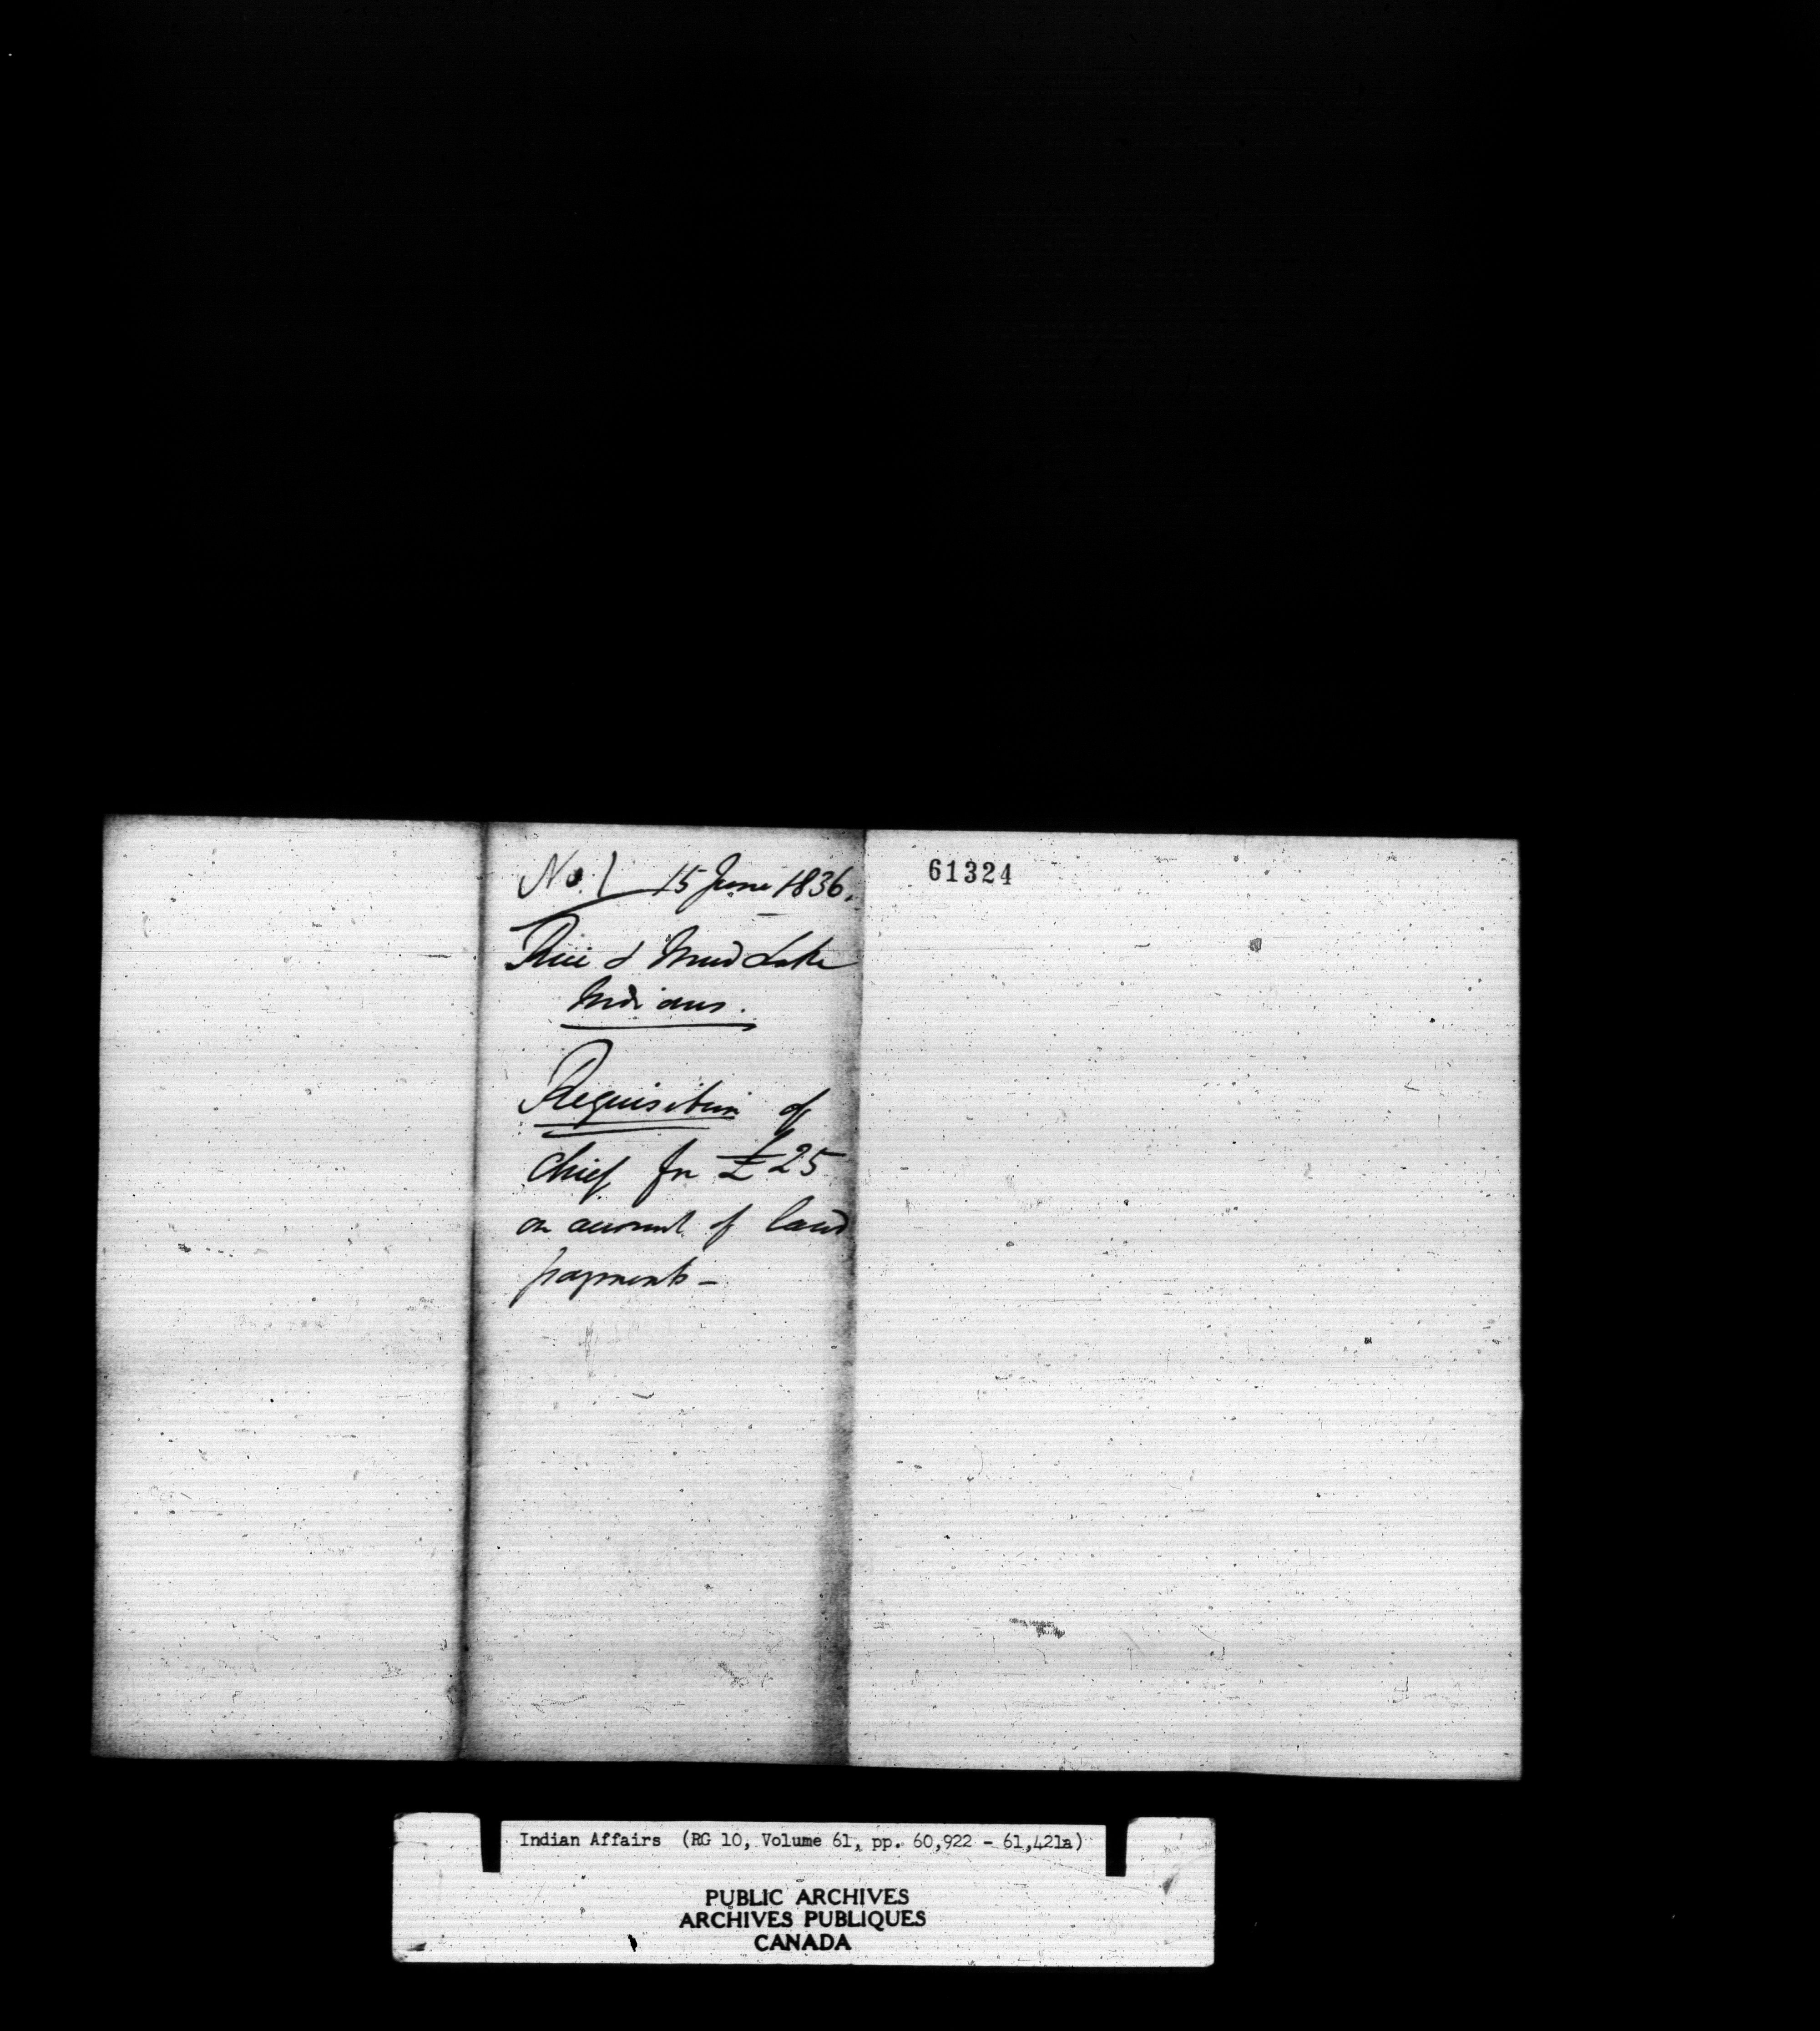 No. 1 15 June 1836.
61324
Rice & Mud Lake
Indians.
Requisition of
Chief for £25
on account of land
payments -
Indian Affairs (RG 10, Volume 61, pp. 60,922 - 61,421a)
PUBLIC ARCHIVES
ARCHIVES PUBLIQUES
CANADA